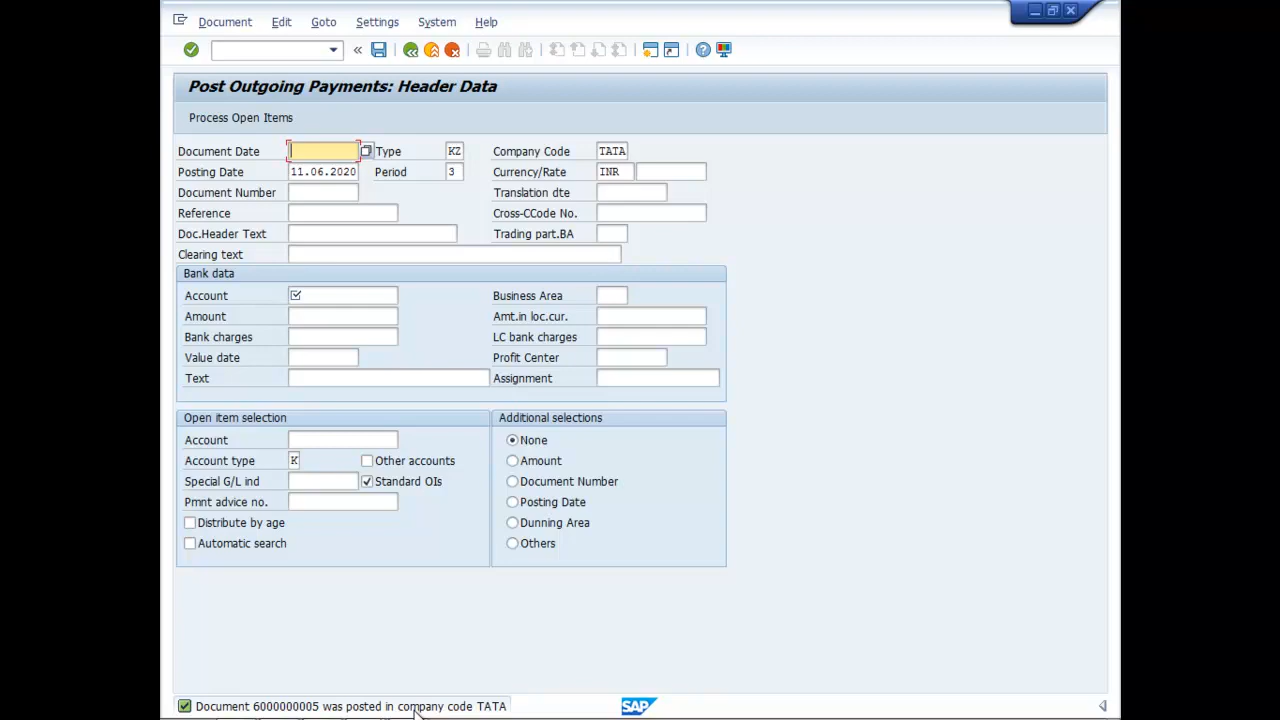 Document Edit Goto Settings System Help
Post Outgoing Payments: Header Data
Process Open Items
Document Date Type KZ Company Code TATA
Posting Date 11.06.2020 Period 3 Currency/Rate INR
Document Number Translation dte
Reference Cross-CCode No.
Doc.Header Text Trading part.BA
Clearing text
Bank data
Account Business Area
Amount Amt.in loc.cur.
Bank charges LC bank charges
Value date Profit Center
Text Assignment
Open item selection Additional selections
Account None
Account type K Other accounts Amount
Special G/L ind Standard OIs Document Number
Pmnt advice no. Posting Date
Distribute by age Dunning Area
Automatic search Others
Document 6000000005 was posted in company code TATA SAP